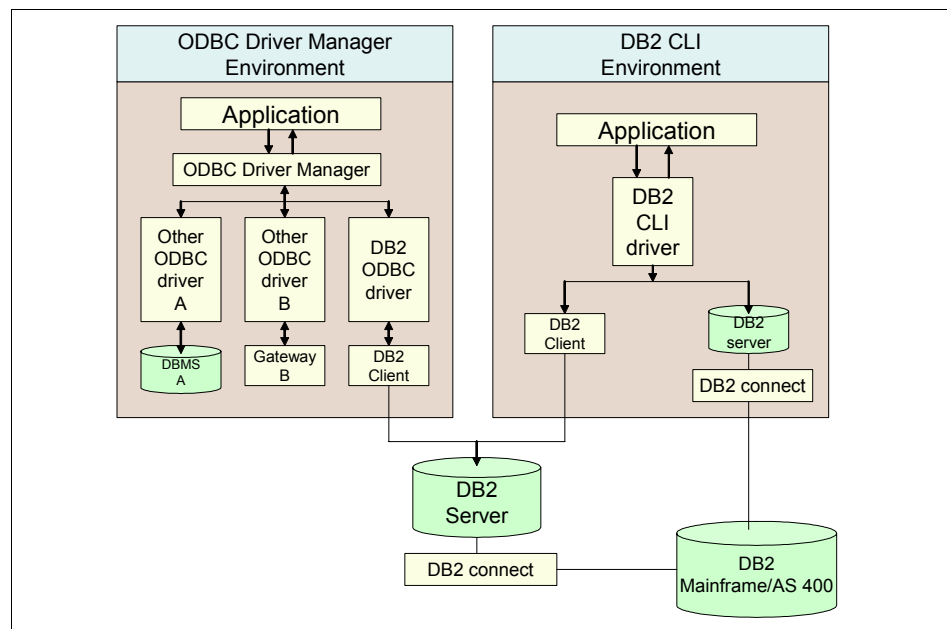 ODBC Driver Manager
Environment
Application
ODBC Driver Manager
Other
ODBC
driver
A
Other
ODBC
driver
B
DB2
ODBC
driver
DBMS
A
Gateway
B
DB2
Client
DB2 CLI
Environment
Application
DB2
CLI
driver
DB2
Client
DB2
server
DB2 connect
DB2
Server
DB2 connect
DB2
Mainframe/AS 400